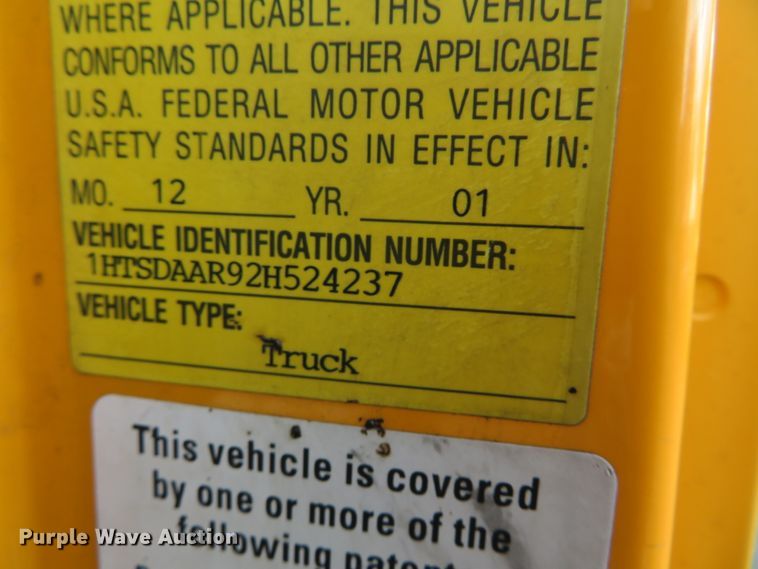 WHERE APPLICABLE. THIS VEHICLE
CONFORMS TO ALL OTHER APPLICABLE
U.S.A. FEDERAL MOTOR VEHICLE
SAFETY STANDARDS IN EFFECT IN:
MO. 12 YR. 01
VEHICLE IDENTIFICATION NUMBER:
1HTSDAAR92H524237
VEHICLE TYPE:
Truck
This vehicle is covered
by one or more of the
following
Purple Wave Auction